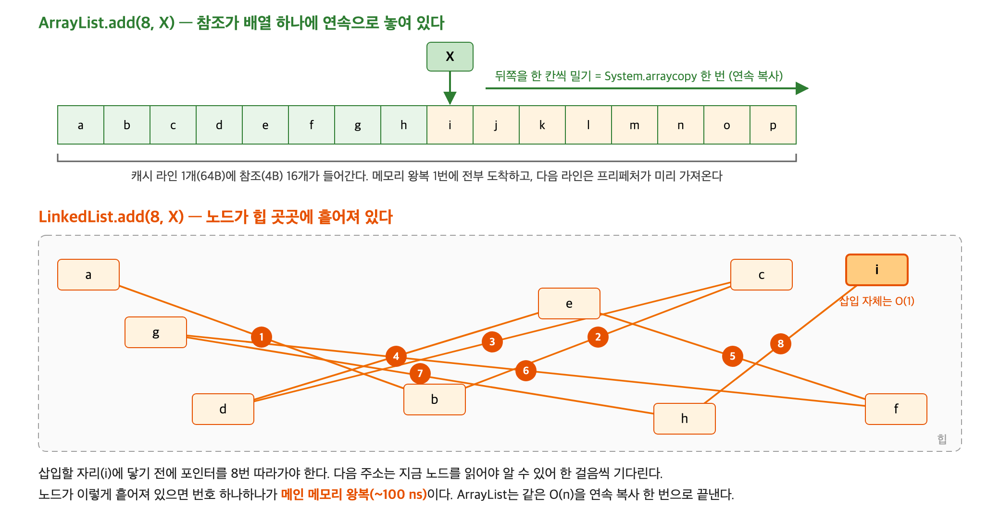 ArrayList.add(8, X) — 참조가 배열 하나에 연속으로 놓여 있다
X
뒤쪽을 한 칸씩 밀기 = System.arraycopy 한 번 (연속 복사)
a b c d e f g h i j k l m n o p
캐시 라인 1개(64B)에 참조(4B) 16개가 들어간다. 메모리 왕복 1번에 전부 도착하고, 다음 라인은 프리페처가 미리 가져온다
LinkedList.add(8, X) — 노드가 힙 곳곳에 흩어져 있다
a
c
i
e
삽입 자체는 O(1)
g
1
2
3
8
4
5
6
7
b
d
f
h
힙
삽입할 자리(i)에 닿기 전에 포인터를 8번 따라가야 한다. 다음 주소는 지금 노드를 읽어야 알 수 있어 한 걸음씩 기다린다.
노드가 이렇게 흩어져 있으면 번호 하나하나가 메인 메모리 왕복(~100 ns)이다. ArrayList는 같은 O(n)을 연속 복사 한 번으로 끝낸다.